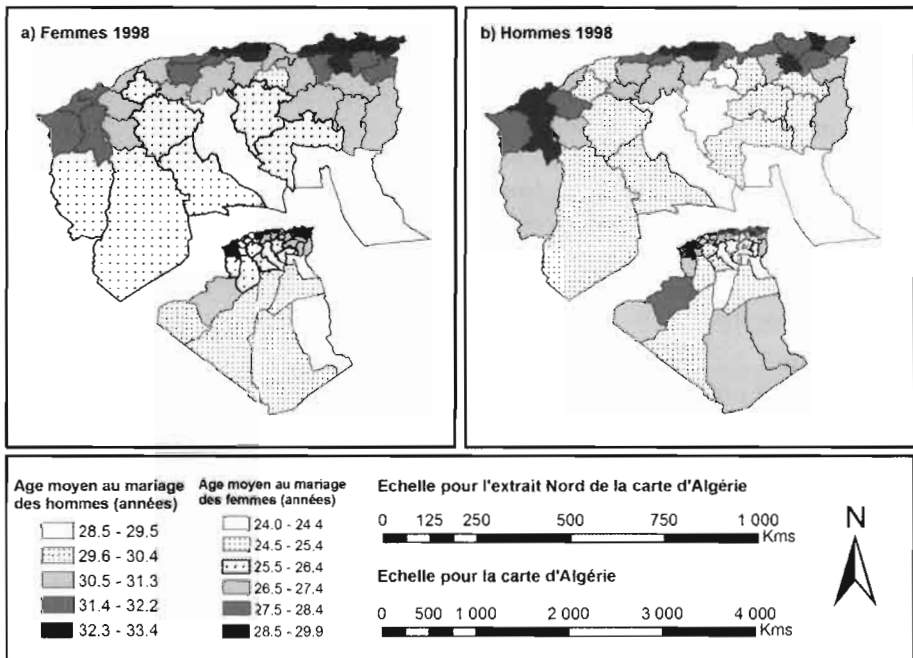 a) Femmes 1998
b) Hommes 1998
Age moyen au mariage
des hommes (années)
28.5 - 29.5
29.6 - 30.4
30.5 - 31.3
31.4 - 32.2
32.3 - 33.4
Age moyen au mariage
des femmes (années)
24.0 - 24 4
24.5 - 25.4
25.5 - 26.4
26.5 - 27.4
27.5 - 28.4
28.5 - 29.9
Echelle pour l'extrait Nord de la carte d'Algérie
0 125 250 500 750 1 000
Kms
Echelle pour la carte d'Algérie
0 500 1 000 2 000 3 000 4 000
Kms
N